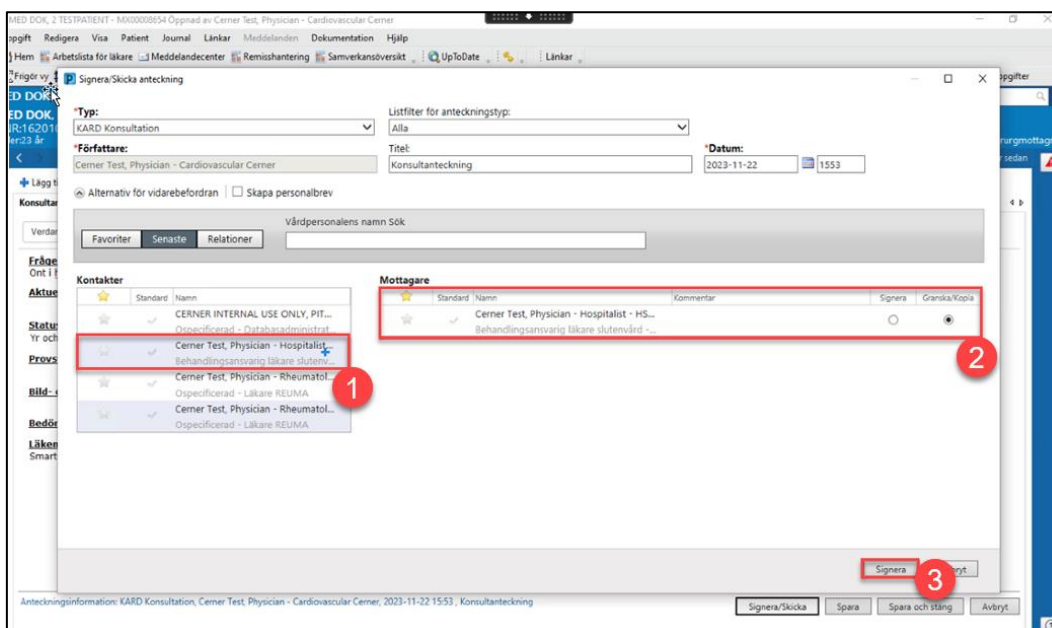 MED DOK, 2 TESTPATIENT - MX00008654 Öppnad av Cerner Test, Physician - Cardiovascular Cerner
Redigera Visa Patient Journal Länkar Meddelanden Dokumentation Hjälp
Hem Arbetslista för läkare Meddelandecenter Remisshantering Samverkansöversikt UpToDate Länkar
Frigör vy
Signera/Skicka anteckning
*Typ:
Listfilter för anteckningstyp:
KARD Konsultation
Alla
*Författare:
Titel:
*Datum:
Cerner Test, Physician - Cardiovascular Cerner
Konsultanteckning
2023-11-22
1553
Alternativ för vidarebefordran
Skapa personalbrev
Vårdpersonalens namn Sök
Favoriter
Senaste
Relationer
Kontakter
Mottagare
Standard Namn
Standard Namn Kommentar Signera Granska/Kopia
CERNER INTERNAL USE ONLY, PIT...
Ospecificerad - Databasadministrat...
Cerner Test, Physician - Hospitalist - HS...
Behandlingsansvarig läkare slutenvård -...
Cerner Test, Physician - Hospitalist...
Behandlingsansvarig läkare slutenv...
Cerner Test, Physician - Rheumatol...
Ospecificerad - Läkare REUMA
Cerner Test, Physician - Rheumatol...
Ospecificerad - Läkare REUMA
1
2
Signera
3
Anteckningsinformation: KARD Konsultation, Cerner Test, Physician - Cardiovascular Cerner, 2023-11-22 15:53 , Konsultanteckning
Signera/Skicka
Spara
Spara och stäng
Avbryt